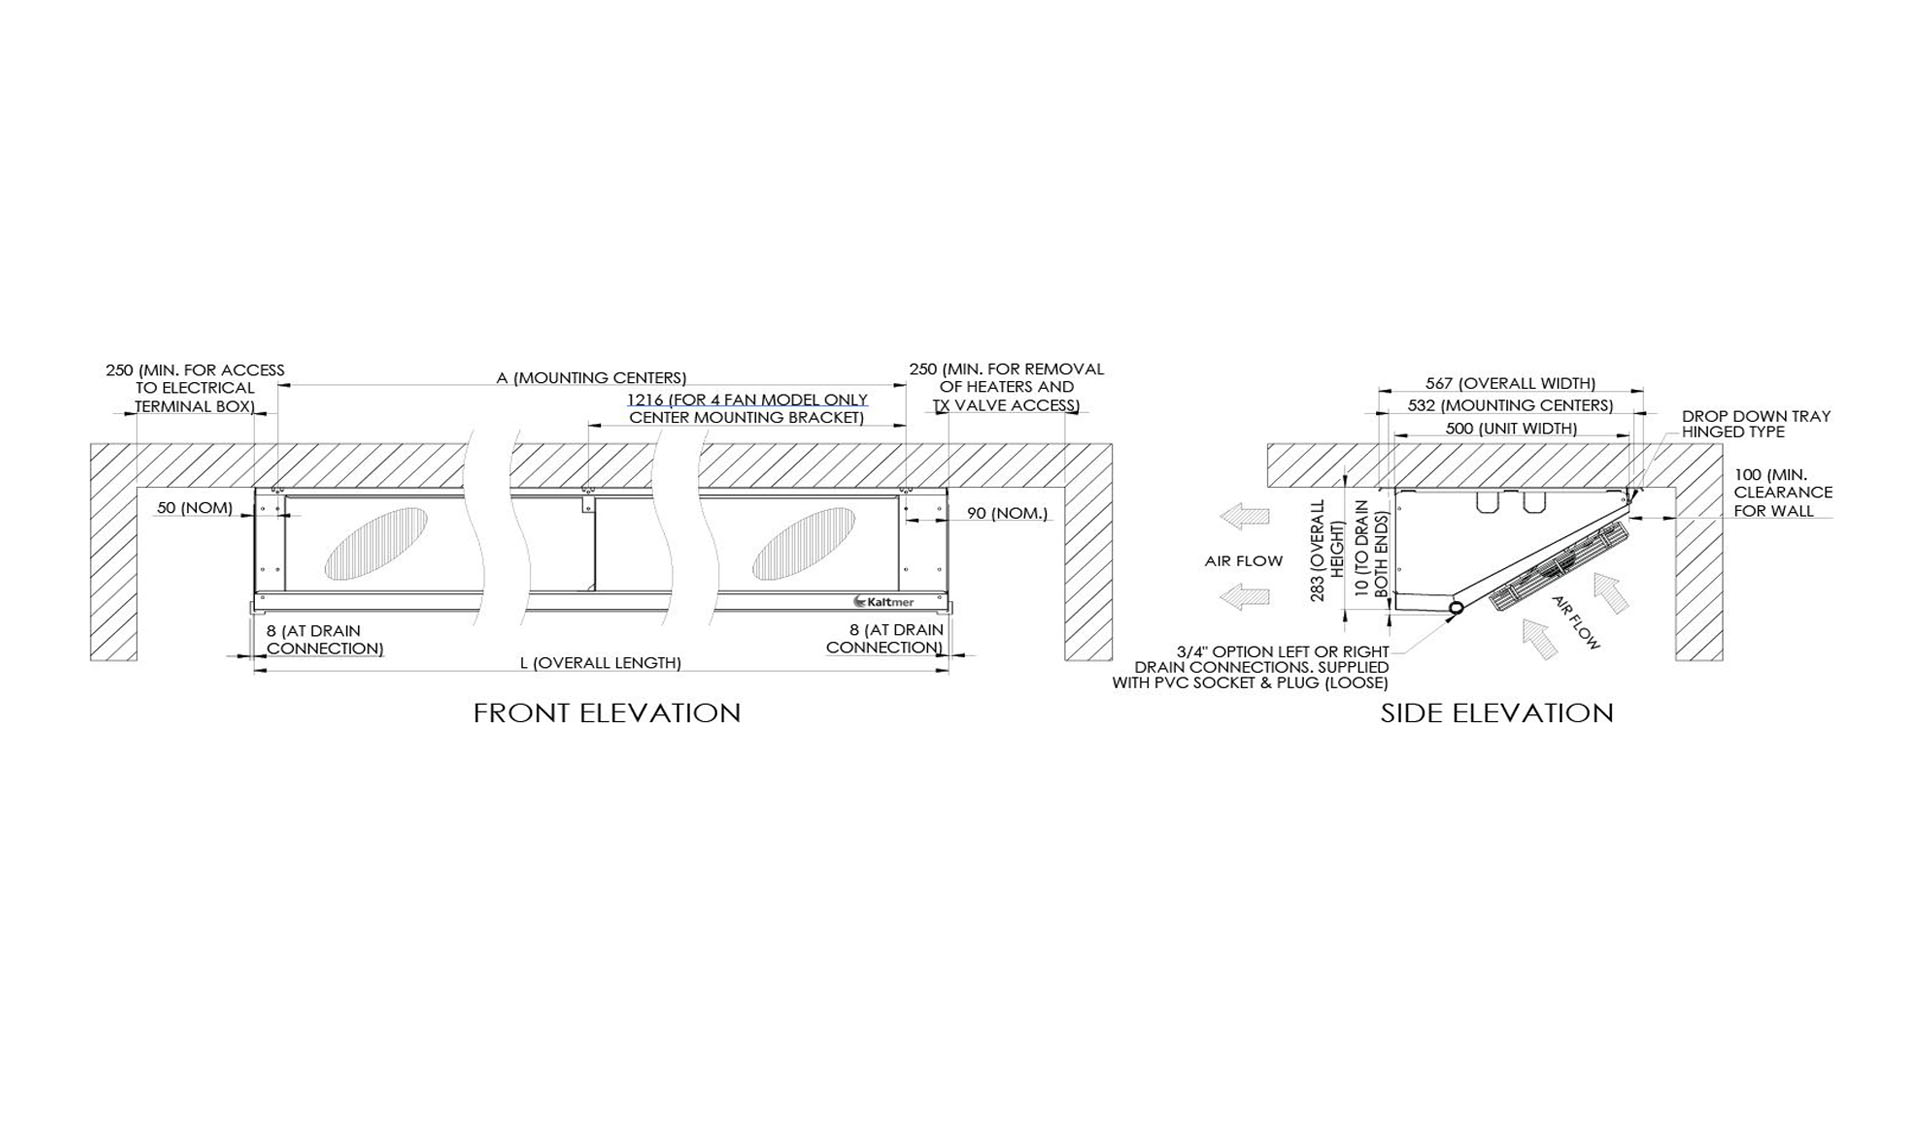 250 (MIN. FOR ACCESS
TO ELECTRICAL
TERMINAL BOX)
A (MOUNTING CENTERS)
1216 (FOR 4 FAN MODEL ONLY
CENTER MOUNTING BRACKET)
250 (MIN. FOR REMOVAL
OF HEATERS AND
TX VALVE ACCESS)
50 (NOM)
90 (NOM.)
Kaltmer
8 (AT DRAIN
CONNECTION)
8 (AT DRAIN
CONNECTION)
L (OVERALL LENGTH)
FRONT ELEVATION
567 (OVERALL WIDTH)
532 (MOUNTING CENTERS)
500 (UNIT WIDTH)
DROP DOWN TRAY
HINGED TYPE
100 (MIN.
CLEARANCE
FOR WALL
AIR FLOW
283 (OVERALL
HEIGHT)
10 (TO DRAIN
BOTH ENDS)
AIR FLOW
3/4" OPTION LEFT OR RIGHT
DRAIN CONNECTIONS. SUPPLIED
WITH PVC SOCKET & PLUG (LOOSE)
SIDE ELEVATION